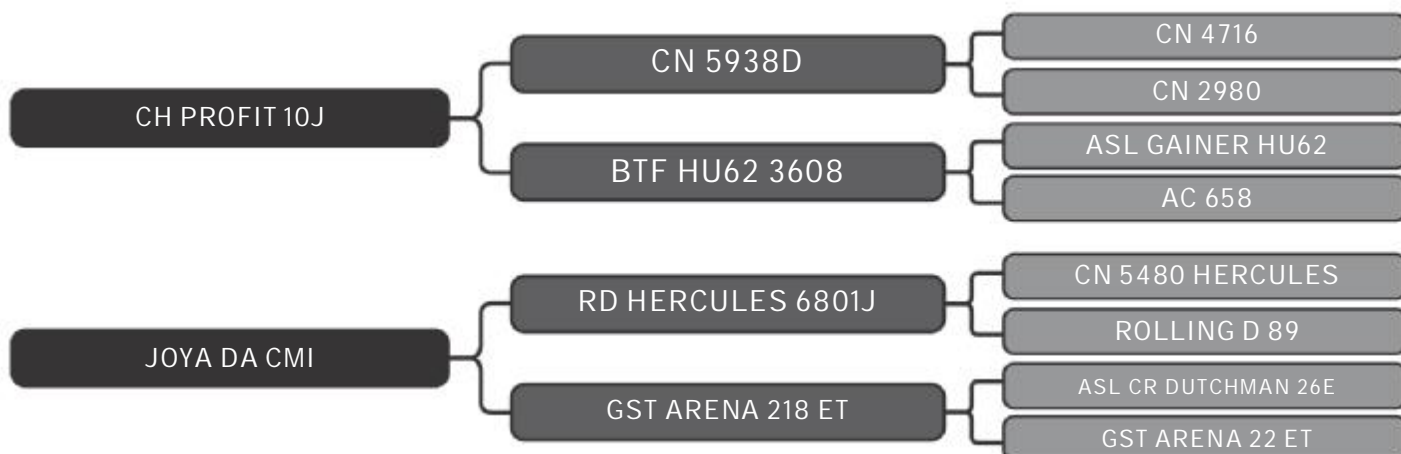 CN 4716
CN 5938D
CN 2980
CH PROFIT 10J
ASL GAINER HU62
BTF HU62 3608
AC 658
CN 5480 HERCULES
RD HERCULES 6801J
ROLLING D 89
JOYA DA CMI
ASL CR DUTCHMAN 26E
GST ARENA 218 ET
GST ARENA 22 ET